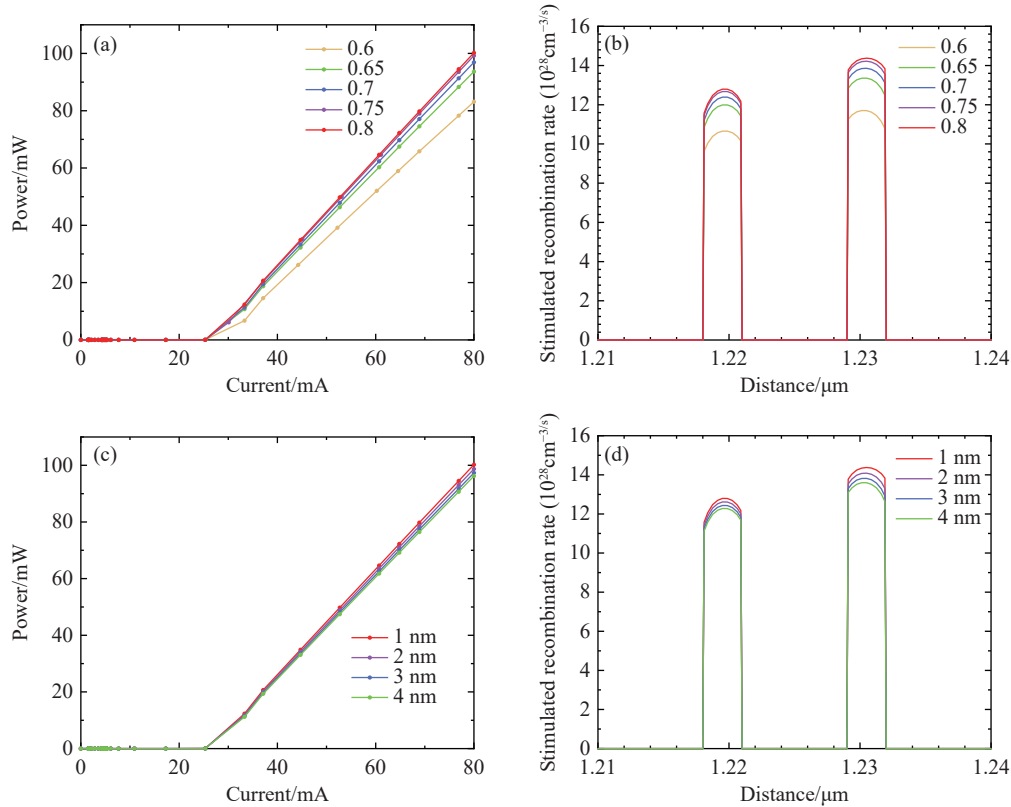 (a)
0.6
0.65
0.7
0.75
0.8
100
80
60
40
20
0
Power/mW
0 20 40 60 80
Current/mA
(b)
0.6
0.65
0.7
0.75
0.8
16
14
12
10
8
6
4
2
0
Stimulated recombination rate (10²⁸cm⁻³/ˢ)
1.21 1.22 1.23 1.24
Distance/μm
(c)
1 nm
2 nm
3 nm
4 nm
100
80
60
40
20
0
Power/mW
0 20 40 60 80
Current/mA
(d)
1 nm
2 nm
3 nm
4 nm
16
14
12
10
8
6
4
2
0
Stimulated recombination rate (10²⁸cm⁻³/ˢ)
1.21 1.22 1.23 1.24
Distance/μm